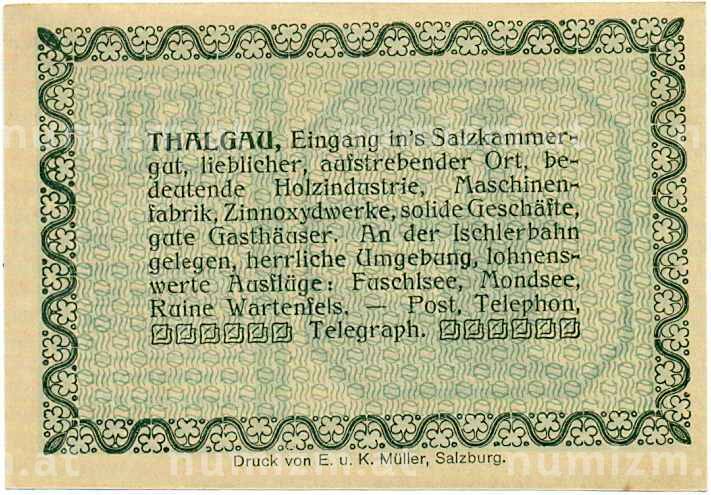 THALGAU, Eingang in's Salzkammer-
gut, lieblicher, aufstrebender Ort, be-
deutende Holzindustrie, Maschinen-
fabrik, Zinnoxydwerke, solide Geschäfte,
gute Gasthäuser. An der Ischlerbahn
gelegen, herrliche Umgebung, lohnens-
werte Ausflüge: Fuschlsee, Mondsee,
Ruine Wartenfels. — Post, Telephon,
Telegraph.
Druck von E. u. K. Müller, Salzburg.
numizm.at